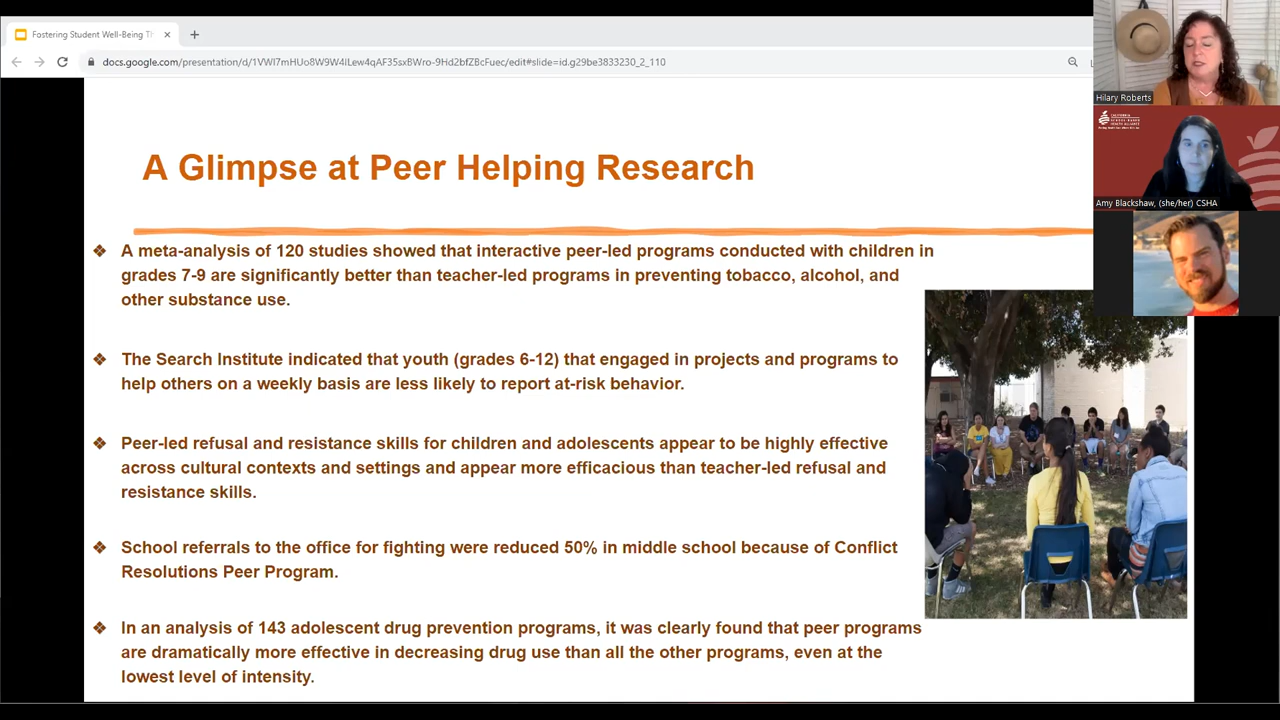 Fostering Student Well-Being Th
docs.google.com/presentation/d/1VWI7mHUo8W9W4iLew4qAF35sxBWro-9Hd2bfZBcFuec/edit#slide=id.g29be3833230_2_110
Hilary Roberts
CALIFORNIA
SCHOOL-BASED
HEALTH ALLIANCE
Amy Blackshaw, (she/her) CSHA
A Glimpse at Peer Helping Research
❖ A meta-analysis of 120 studies showed that interactive peer-led programs conducted with children in
grades 7-9 are significantly better than teacher-led programs in preventing tobacco, alcohol, and
other substance use.
❖ The Search Institute indicated that youth (grades 6-12) that engaged in projects and programs to
help others on a weekly basis are less likely to report at-risk behavior.
❖ Peer-led refusal and resistance skills for children and adolescents appear to be highly effective
across cultural contexts and settings and appear more efficacious than teacher-led refusal and
resistance skills.
❖ School referrals to the office for fighting were reduced 50% in middle school because of Conflict
Resolutions Peer Program.
❖ In an analysis of 143 adolescent drug prevention programs, it was clearly found that peer programs
are dramatically more effective in decreasing drug use than all the other programs, even at the
lowest level of intensity.